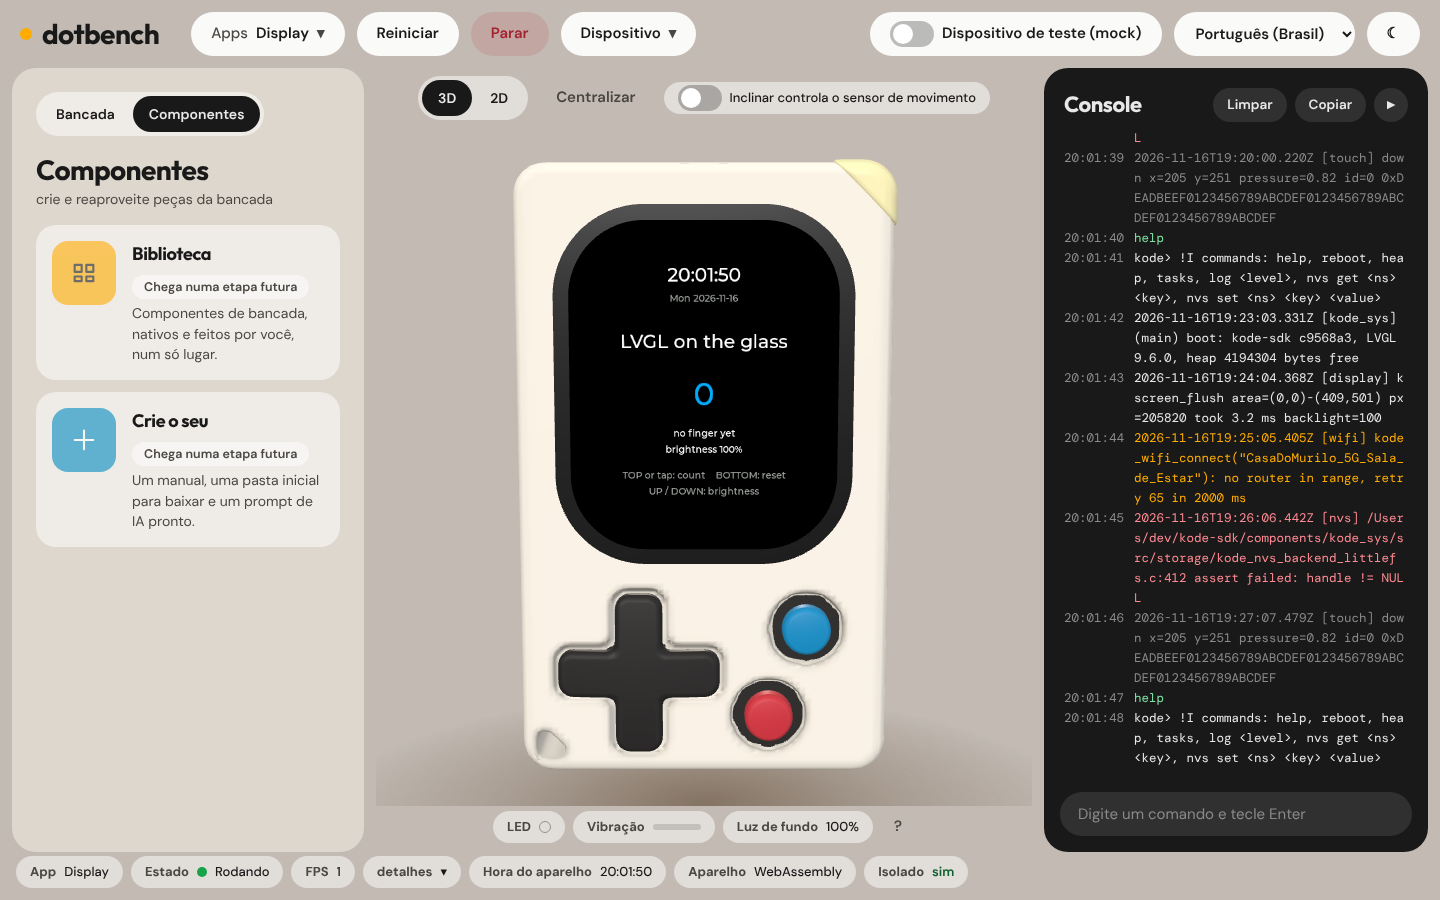 dotbench
Apps Display ▾
Reiniciar
Parar
Dispositivo ▾
Dispositivo de teste (mock)
Português (Brasil)
Bancada
Componentes
Componentes
crie e reaproveite peças da bancada
Biblioteca
Chega numa etapa futura
Componentes de bancada,
nativos e feitos por você,
num só lugar.
Crie o seu
Chega numa etapa futura
Um manual, uma pasta inicial
para baixar e um prompt de
IA pronto.
3D
2D
Centralizar
Inclinar controla o sensor de movimento
20:01:50
Mon 2026-11-16
LVGL on the glass
0
no finger yet
brightness 100%
TOP or tap: count BOTTOM: reset
UP / DOWN: brightness
LED
Vibração
Luz de fundo 100%
?
Console
Limpar
Copiar
L
20:01:39 2026-11-16T19:20:00.220Z [touch] dow
n x=205 y=251 pressure=0.82 id=0 0xD
EADBEEF0123456789ABCDEF0123456789ABC
DEF0123456789ABCDEF
20:01:40 help
20:01:41 kode> !I commands: help, reboot, hea
p, tasks, log <level>, nvs get <ns>
<key>, nvs set <ns> <key> <value>
20:01:42 2026-11-16T19:23:03.331Z [kode_sys]
(main) boot: kode-sdk c9568a3, LVGL
9.6.0, heap 4194304 bytes free
20:01:43 2026-11-16T19:24:04.368Z [display] k
screen_flush area=(0,0)-(409,501) px
=205820 took 3.2 ms backlight=100
20:01:44 2026-11-16T19:25:05.405Z [wifi] kode
_wifi_connect("CasaDoMurilo_5G_Sala_
de_Estar"): no router in range, retr
y 65 in 2000 ms
20:01:45 2026-11-16T19:26:06.442Z [nvs] /User
s/dev/kode-sdk/components/kode_sys/s
rc/storage/kode_nvs_backend_littlef
s.c:412 assert failed: handle != NUL
L
20:01:46 2026-11-16T19:27:07.479Z [touch] dow
n x=205 y=251 pressure=0.82 id=0 0xD
EADBEEF0123456789ABCDEF0123456789ABC
DEF0123456789ABCDEF
20:01:47 help
20:01:48 kode> !I commands: help, reboot, hea
p, tasks, log <level>, nvs get <ns>
<key>, nvs set <ns> <key> <value>
Digite um comando e tecle Enter
App Display
Estado Rodando
FPS 1
detalhes ▾
Hora do aparelho 20:01:50
Aparelho WebAssembly
Isolado sim